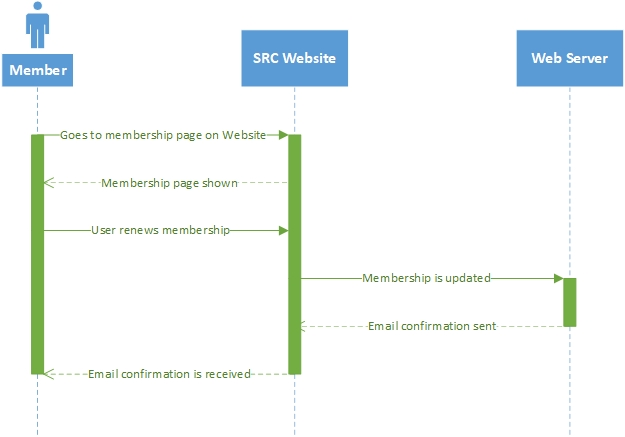 Member
SRC Website
Web Server
Goes to membership page on Website
Membership page shown
User renews membership
Membership is updated
Email confirmation sent
Email confirmation is received